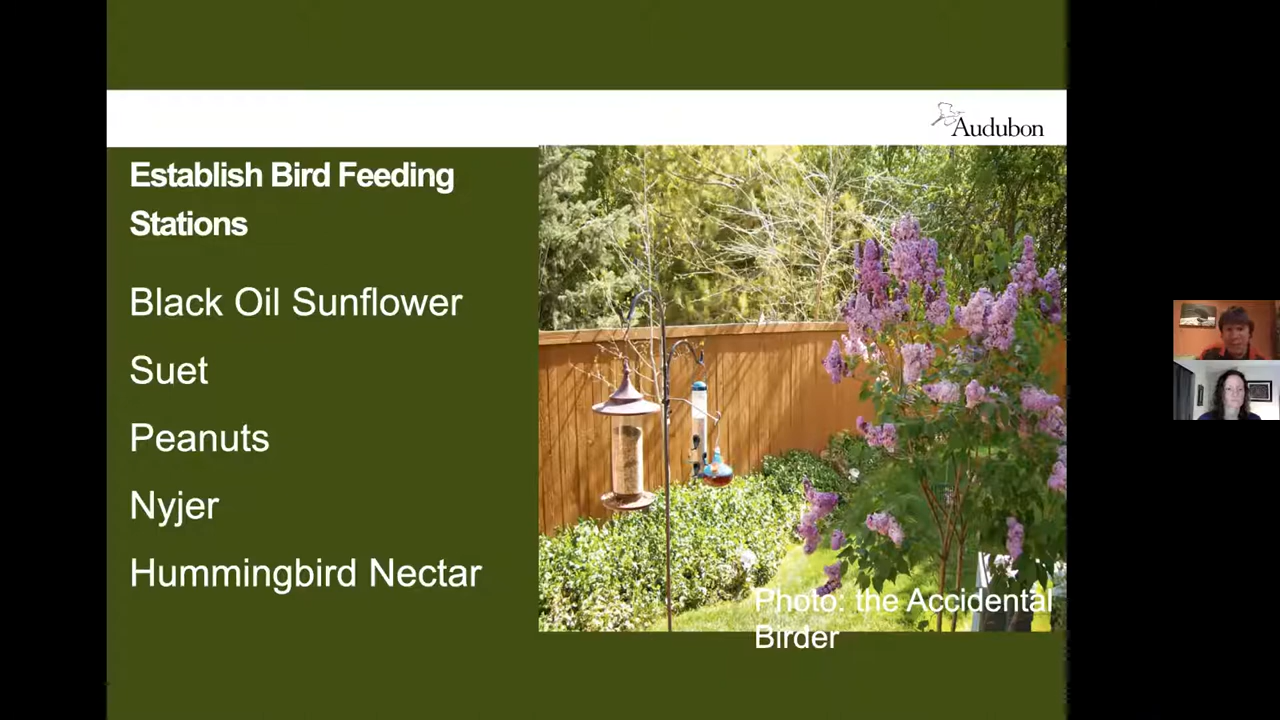 Audubon
Establish Bird Feeding
Stations
Black Oil Sunflower
Suet
Peanuts
Nyjer
Hummingbird Nectar
Photo: the Accidental
Birder